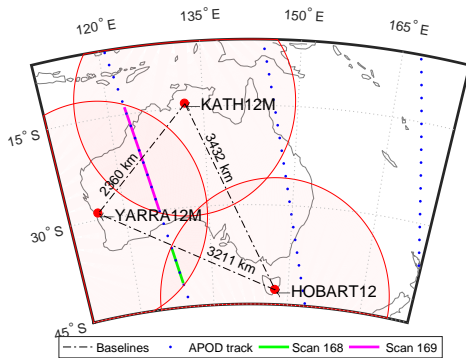 120° E
135° E
150° E
165° E
15° S
30° S
45° S
KATH12M
2360 km
3432 km
YARRA12M
3211 km
HOBART12
Baselines
APOD track
Scan 168
Scan 169